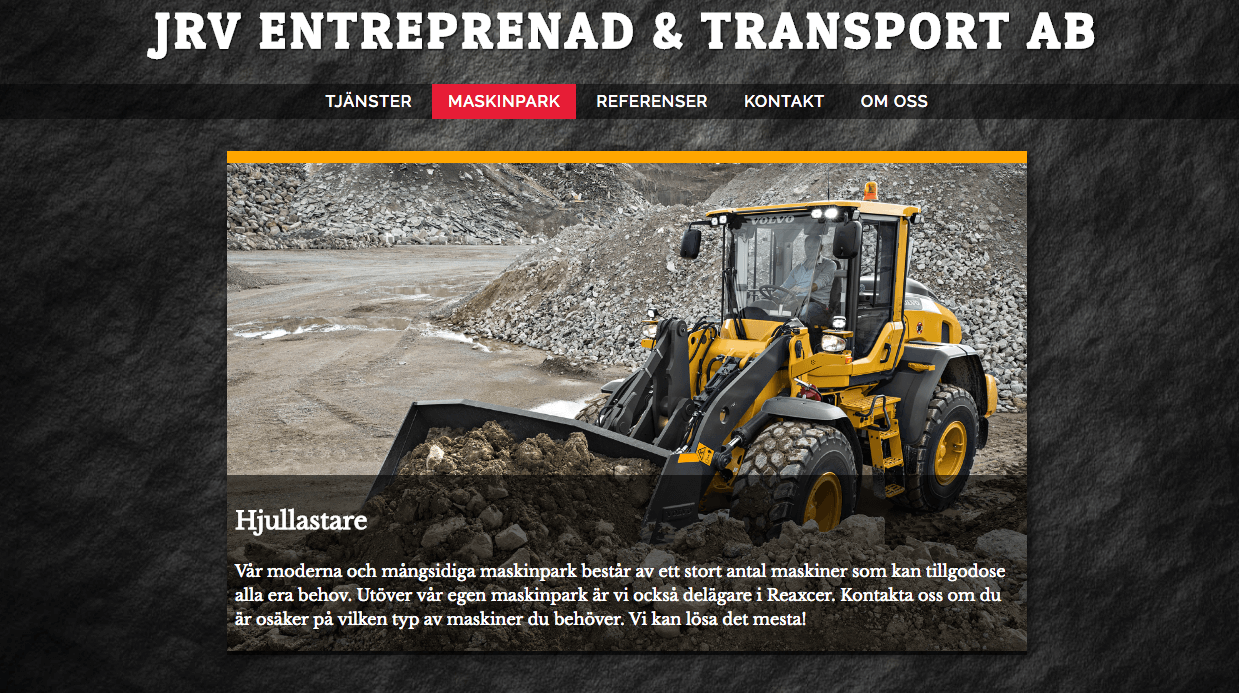 JRV ENTREPRENAD & TRANSPORT AB
TJÄNSTER MASKINPARK REFERENSER KONTAKT OM OSS
VOLVO
VOLVO
Hjullastare
Vår moderna och mångsidiga maskinpark består av ett stort antal maskiner som kan tillgodose
alla era behov. Utöver vår egen maskinpark är vi också delägare i Reaxcer. Kontakta oss om du
är osäker på vilken typ av maskiner du behöver. Vi kan lösa det mesta!